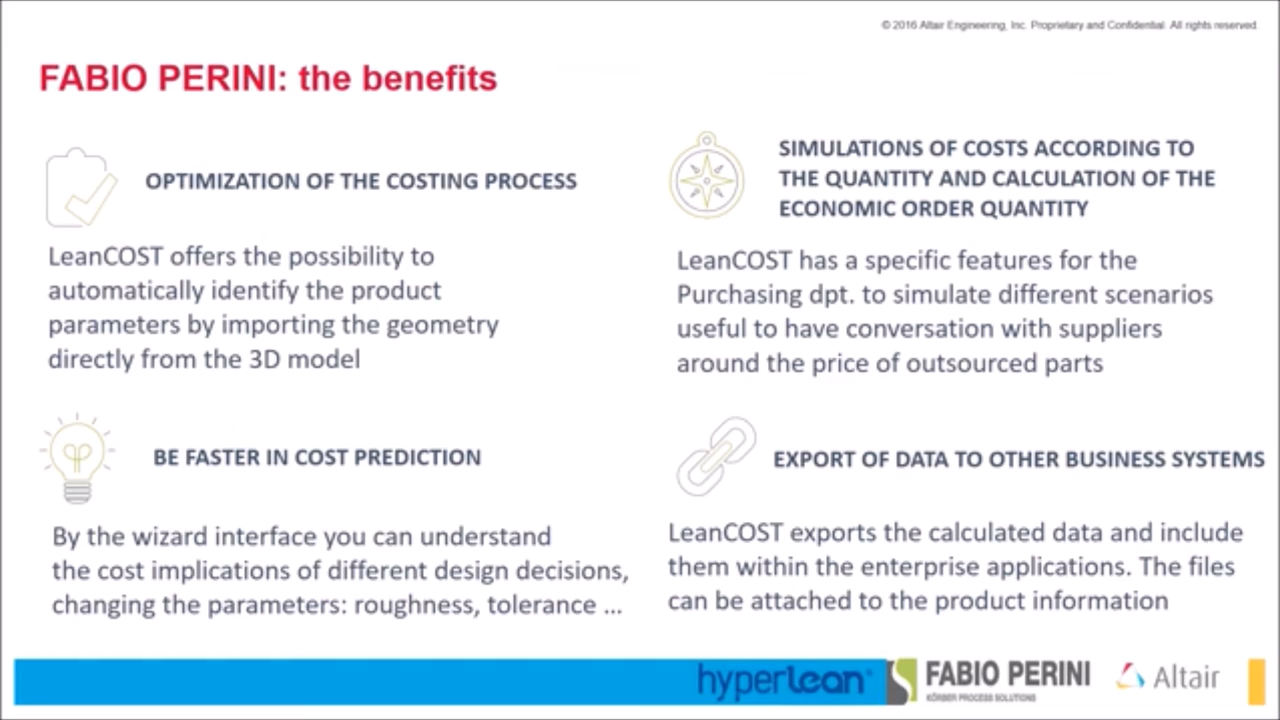 © 2016 Altair Engineering, Inc. Proprietary and Confidential. All rights reserved.
FABIO PERINI: the benefits
OPTIMIZATION OF THE COSTING PROCESS
LeanCOST offers the possibility to
automatically identify the product
parameters by importing the geometry
directly from the 3D model
SIMULATIONS OF COSTS ACCORDING TO
THE QUANTITY AND CALCULATION OF THE
ECONOMIC ORDER QUANTITY
LeanCOST has a specific features for the
Purchasing dpt. to simulate different scenarios
useful to have conversation with suppliers
around the price of outsourced parts
BE FASTER IN COST PREDICTION
By the wizard interface you can understand
the cost implications of different design decisions,
changing the parameters: roughness, tolerance ...
EXPORT OF DATA TO OTHER BUSINESS SYSTEMS
LeanCOST exports the calculated data and include
them within the enterprise applications. The files
can be attached to the product information
hyperlean
FABIO PERINI
KÖRBER PROCESS SOLUTIONS
Altair